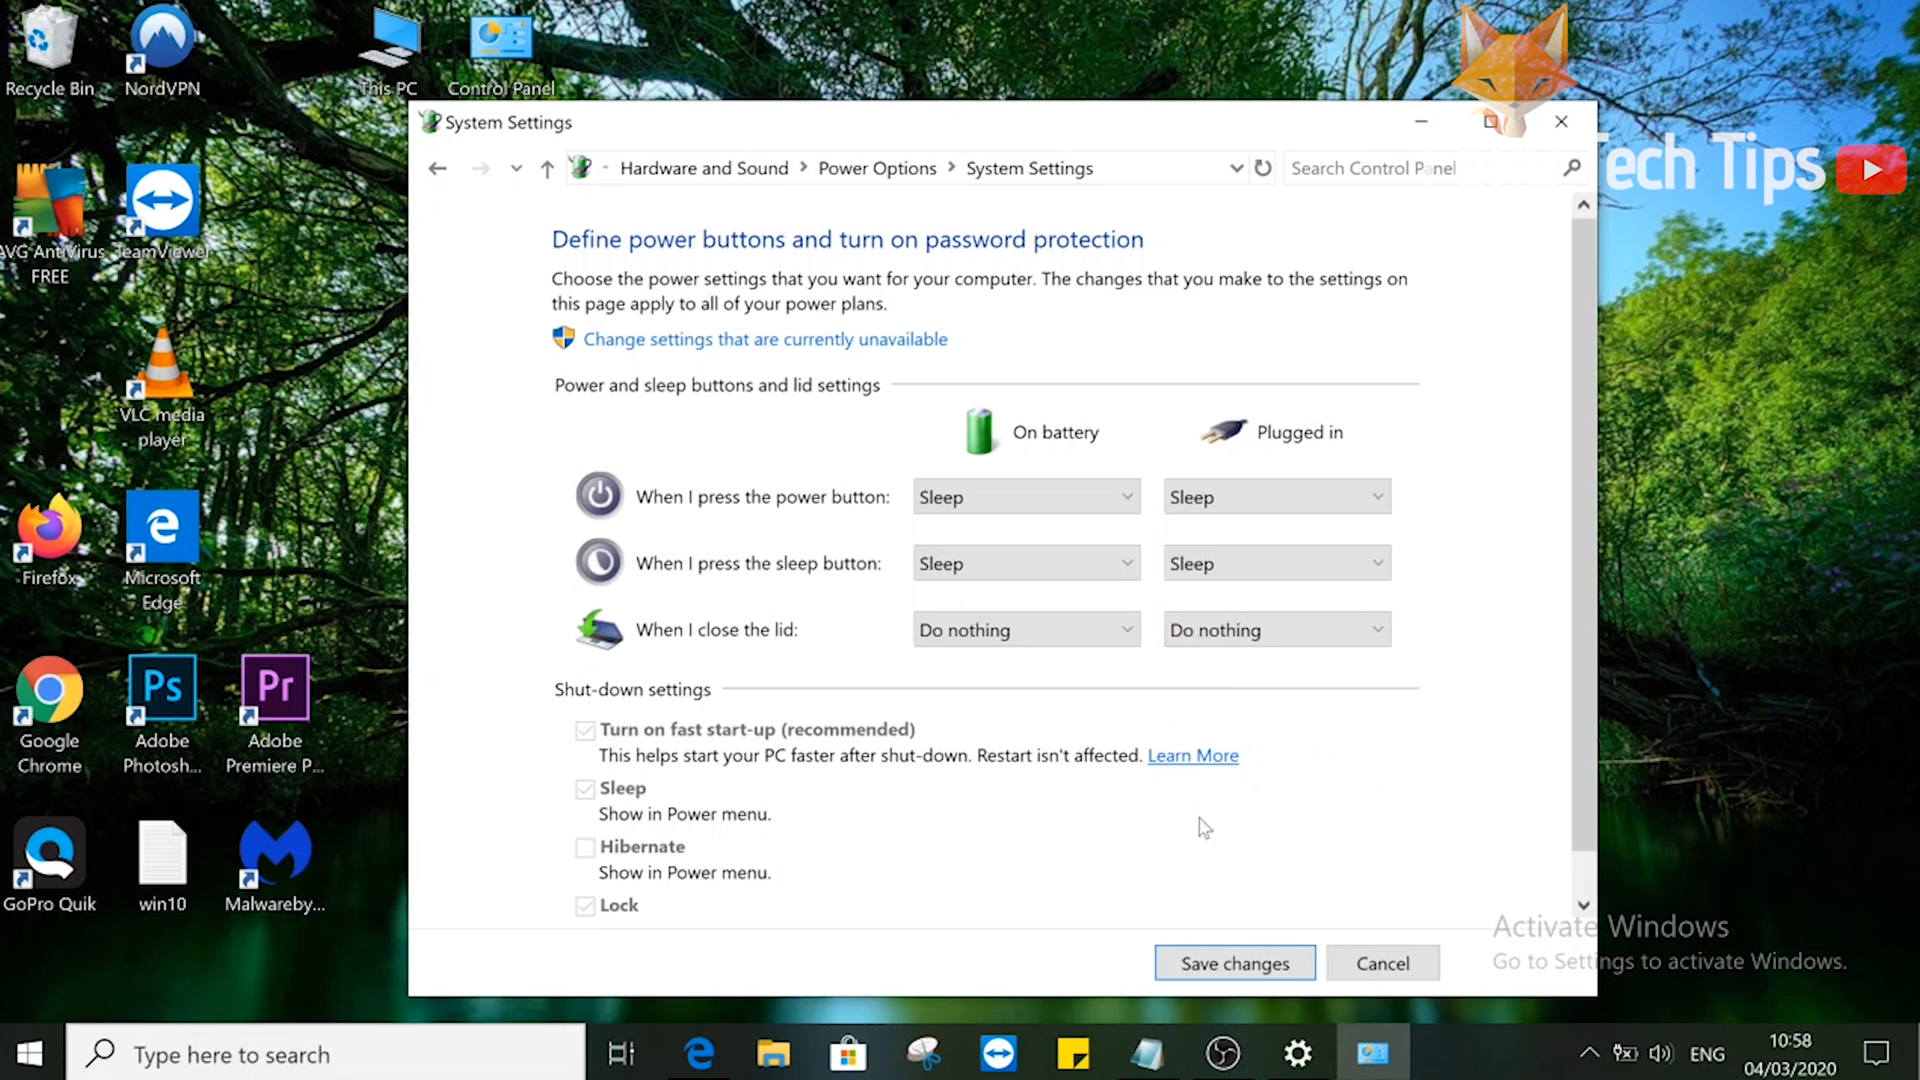 Recycle Bin
NordVPN
This PC
Control Panel
AVG AntiVirus
FREE
TeamViewer
VLC media
player
Firefox
Microsoft
Edge
Google
Chrome
Ps
Adobe
Photosh...
Pr
Adobe
Premiere P...
GoPro Quik
win10
Malwareby...
Tech Tips
System Settings
Hardware and Sound > Power Options > System Settings
Search Control Panel
Define power buttons and turn on password protection
Choose the power settings that you want for your computer. The changes that you make to the settings on
this page apply to all of your power plans.
Change settings that are currently unavailable
Power and sleep buttons and lid settings
On battery
Plugged in
When I press the power button: Sleep Sleep
When I press the sleep button: Sleep Sleep
When I close the lid: Do nothing Do nothing
Shut-down settings
Turn on fast start-up (recommended)
This helps start your PC faster after shut-down. Restart isn't affected. Learn More
Sleep
Show in Power menu.
Hibernate
Show in Power menu.
Lock
Save changes
Cancel
Activate Windows
Go to Settings to activate Windows.
Type here to search
ENG
10:58
04/03/2020